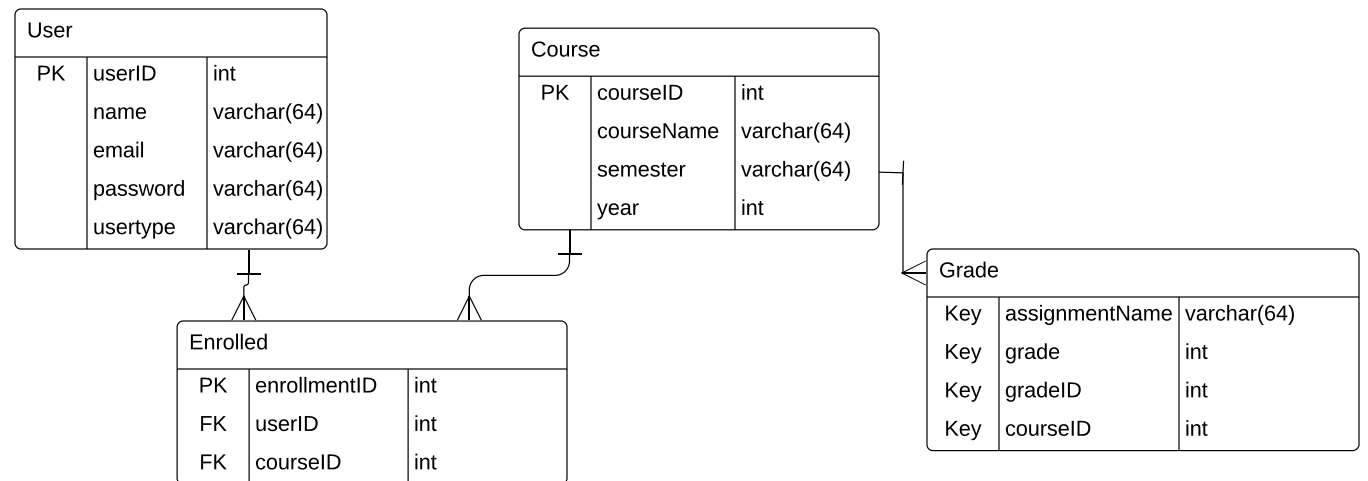 User
PK userID int
name varchar(64)
email varchar(64)
password varchar(64)
usertype varchar(64)
Course
PK courseID int
courseName varchar(64)
semester varchar(64)
year int
Enrolled
PK enrollmentID int
FK userID int
FK courseID int
Grade
Key assignmentName varchar(64)
Key grade int
Key gradeID int
Key courseID int